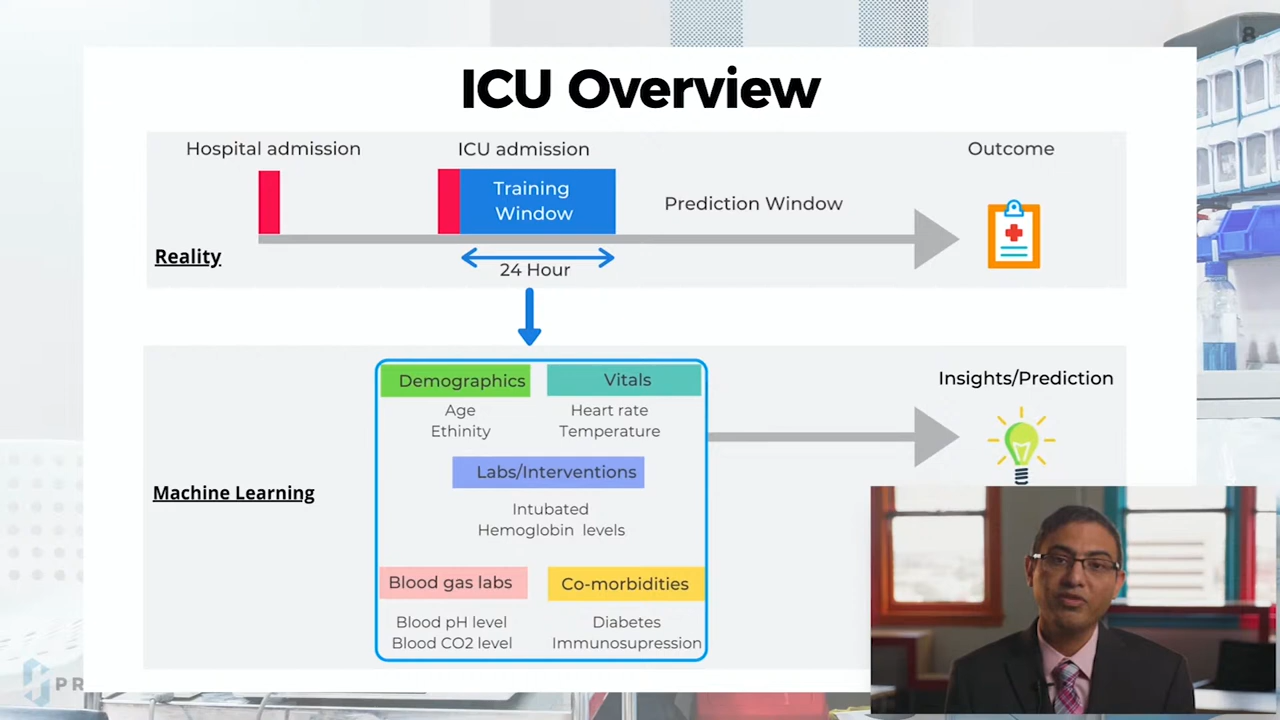 8
ICU Overview
Hospital admission
ICU admission
Outcome
Training
Window
Prediction Window
Reality
24 Hour
Demographics
Vitals
Insights/Prediction
Age
Ethinity
Heart rate
Temperature
Labs/Interventions
Machine Learning
Intubated
Hemoglobin levels
Blood gas labs
Co-morbidities
Blood pH level
Blood CO2 level
Diabetes
Immunosupression
PR